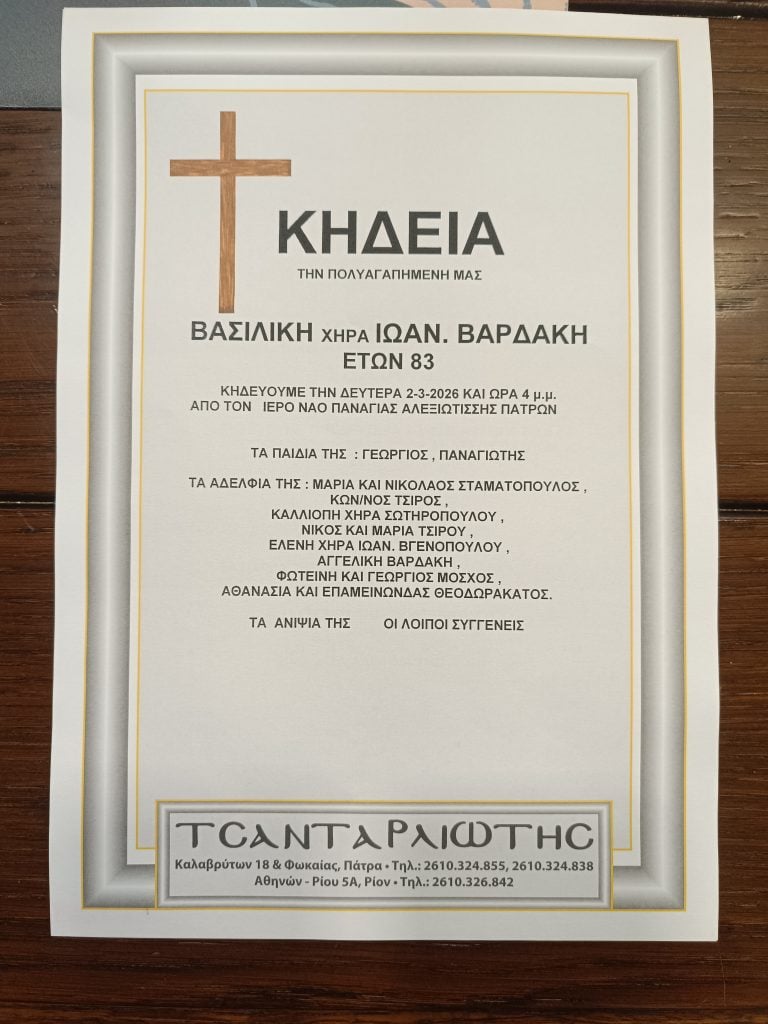 ΚΗΔΕΙΑ
ΤΗΝ ΠΟΛΥΑΓΑΠΗΜΕΝΗ ΜΑΣ
ΒΑΣΙΛΙΚΗ ΧΗΡΑ ΙΩΑΝ. ΒΑΡΔΑΚΗ
ΕΤΩΝ 83
ΚΗΔΕΥΟΥΜΕ ΤΗΝ ΔΕΥΤΕΡΑ 2-3-2026 ΚΑΙ ΩΡΑ 4 μ.μ.
ΑΠΟ ΤΟΝ ΙΕΡΟ ΝΑΟ ΠΑΝΑΓΙΑΣ ΑΛΕΞΙΩΤΙΣΣΗΣ ΠΑΤΡΩΝ
ΤΑ ΠΑΙΔΙΑ ΤΗΣ : ΓΕΩΡΓΙΟΣ , ΠΑΝΑΓΙΩΤΗΣ
ΤΑ ΑΔΕΛΦΙΑ ΤΗΣ : ΜΑΡΙΑ ΚΑΙ ΝΙΚΟΛΑΟΣ ΣΤΑΜΑΤΟΠΟΥΛΟΣ ,
ΚΩΝ/ΝΟΣ ΤΣΙΡΟΣ ,
ΚΑΛΛΙΟΠΗ ΧΗΡΑ ΣΩΤΗΡΟΠΟΥΛΟΥ ,
ΝΙΚΟΣ ΚΑΙ ΜΑΡΙΑ ΤΣΙΡΟΥ ,
ΕΛΕΝΗ ΧΗΡΑ ΙΩΑΝ. ΒΓΕΝΟΠΟΥΛΟΥ ,
ΑΓΓΕΛΙΚΗ ΒΑΡΔΑΚΗ ,
ΦΩΤΕΙΝΗ ΚΑΙ ΓΕΩΡΓΙΟΣ ΜΟΣΧΟΣ ,
ΑΘΑΝΑΣΙΑ ΚΑΙ ΕΠΑΜΕΙΝΩΝΔΑΣ ΘΕΟΔΩΡΑΚΑΤΟΣ.
ΤΑ ΑΝΙΨΙΑ ΤΗΣ ΟΙ ΛΟΙΠΟΙ ΣΥΓΓΕΝΕΙΣ
ΤΣΑΝΤΑΡΛΙΩΤΗΣ
Καλαβρύτων 18 & Φωκαίας, Πάτρα • Τηλ.: 2610.324.855, 2610.324.838
Αθηνών - Ρίου 5Α, Ρίον • Τηλ.: 2610.326.842